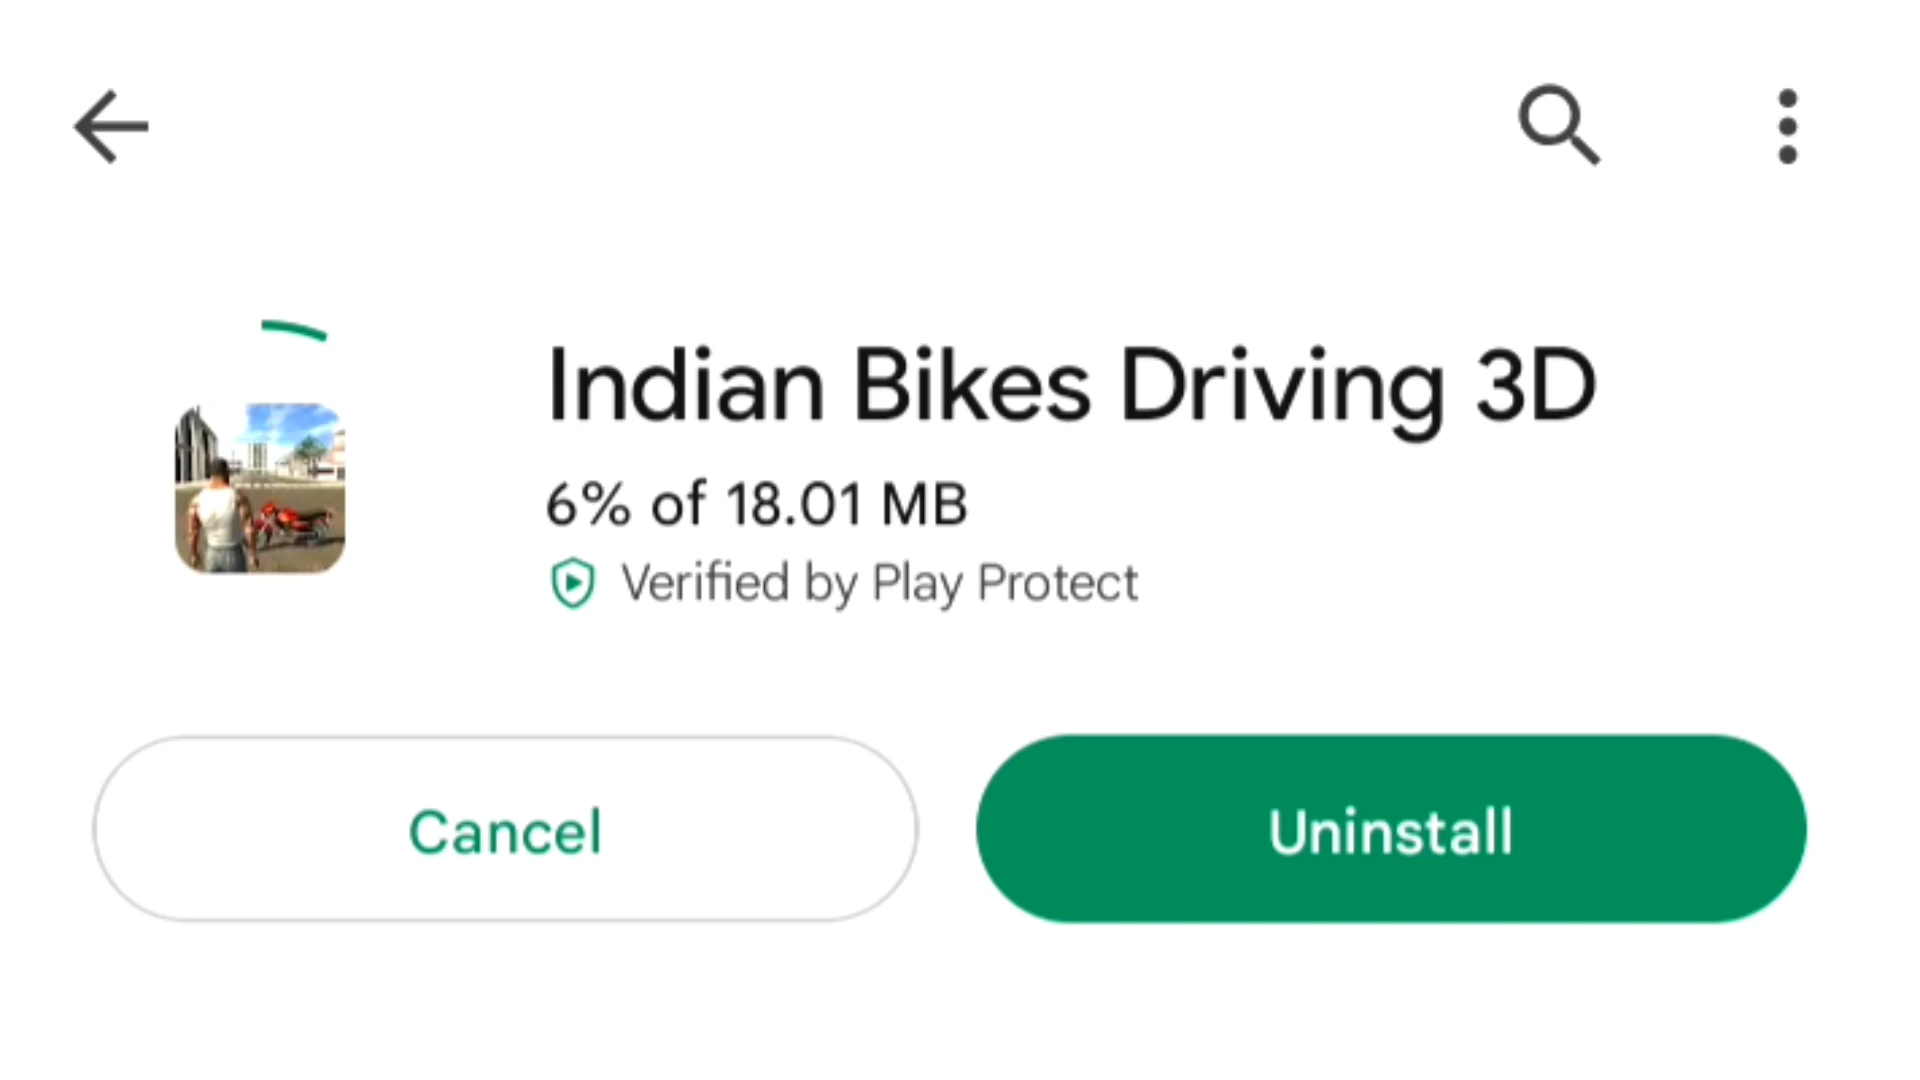 Indian Bikes Driving 3D
6% of 18.01 MB
Verified by Play Protect
Cancel
Uninstall